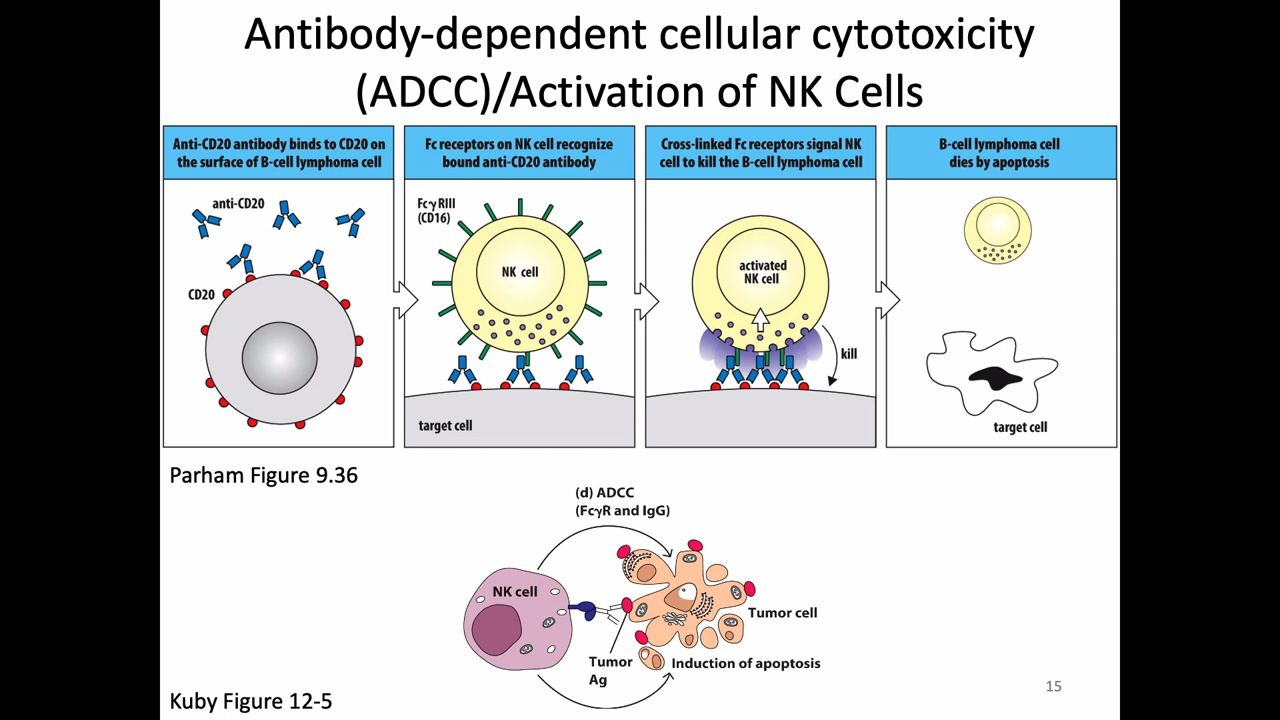 Antibody-dependent cellular cytotoxicity
(ADCC)/Activation of NK Cells
Anti-CD20 antibody binds to CD20 on
the surface of B-cell lymphoma cell
anti-CD20
CD20
Fc receptors on NK cell recognize
bound anti-CD20 antibody
FcγRIII
(CD16)
NK cell
target cell
Cross-linked Fc receptors signal NK
cell to kill the B-cell lymphoma cell
activated
NK cell
kill
B-cell lymphoma cell
dies by apoptosis
target cell
Parham Figure 9.36
(d) ADCC
(FcγR and IgG)
NK cell
Tumor cell
Tumor
Ag
Induction of apoptosis
Kuby Figure 12-5
15